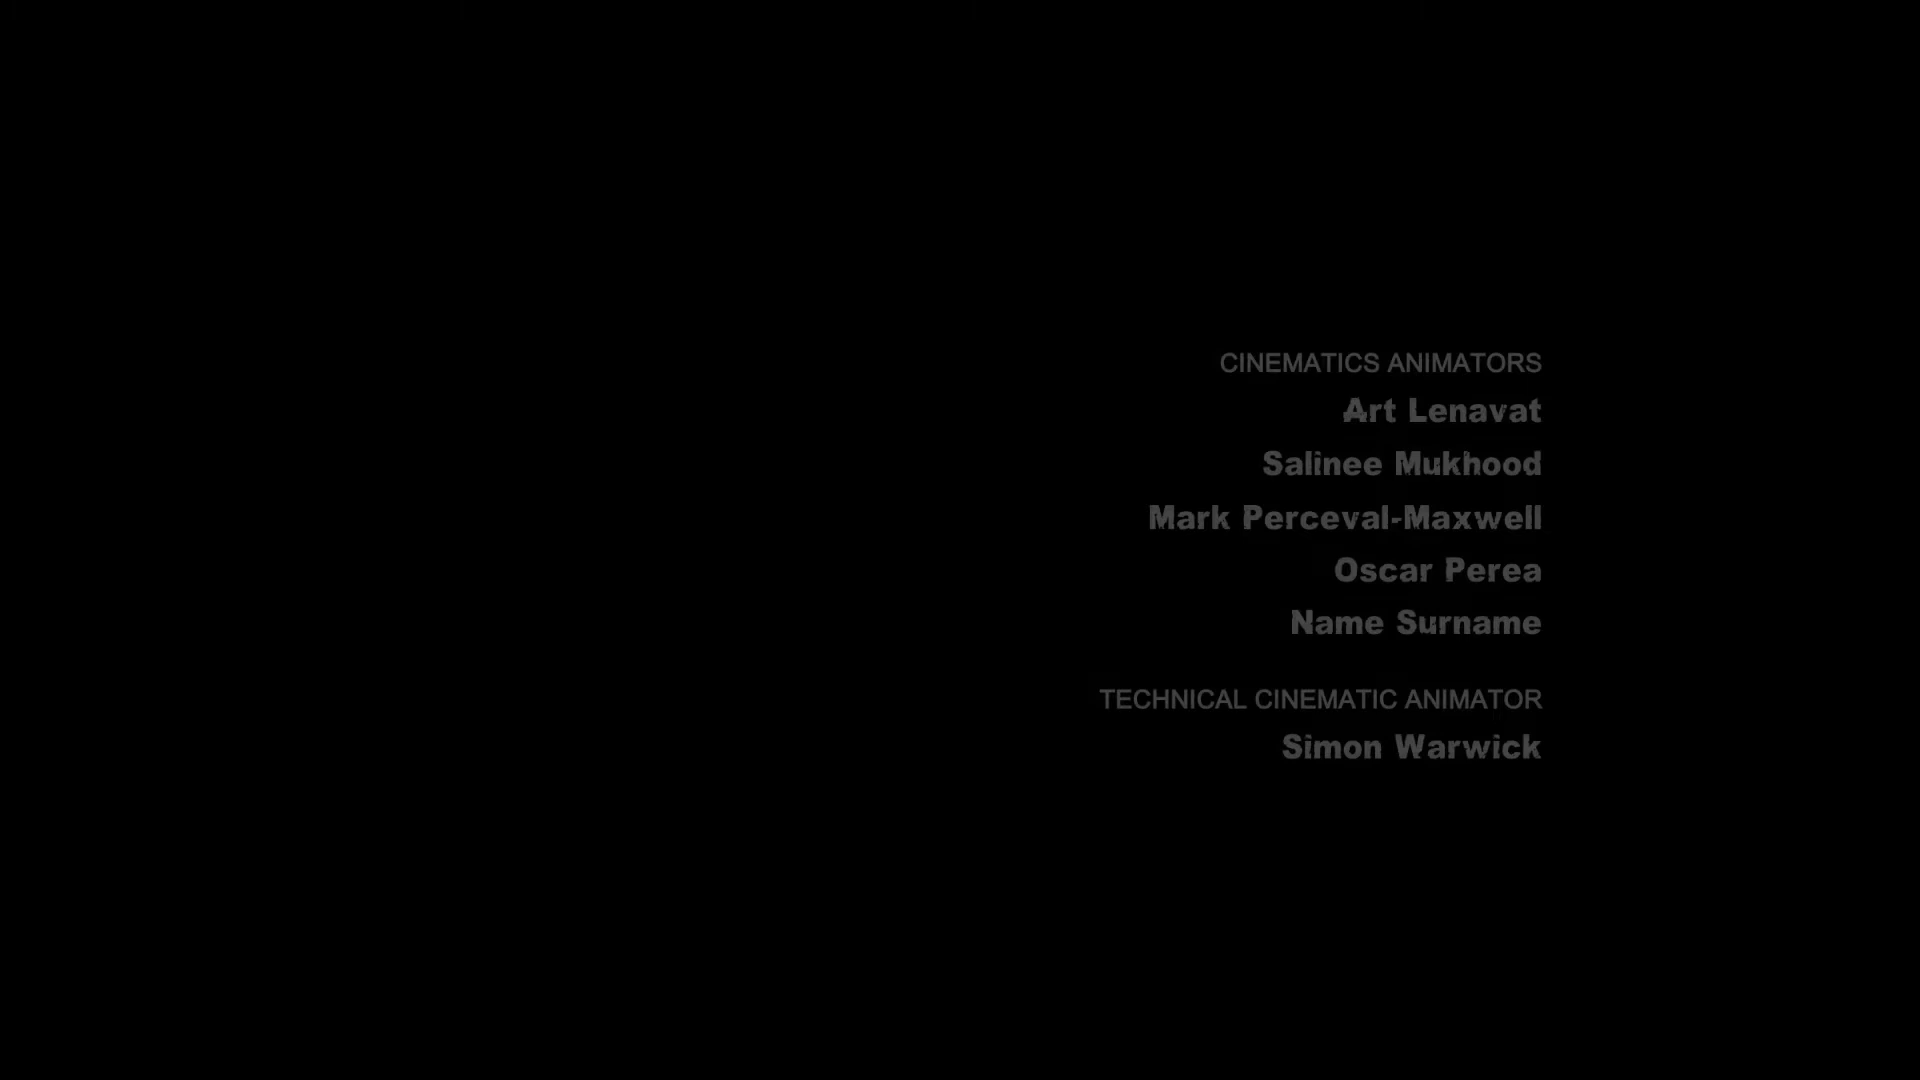 CINEMATICS ANIMATORS
Art Lenavat
Salinee Mukhood
Mark Perceval-Maxwell
Oscar Perea
Name Surname
TECHNICAL CINEMATIC ANIMATOR
Simon Warwick